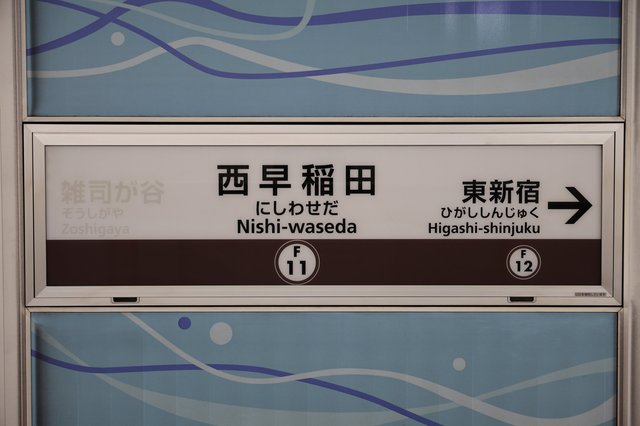 雑司が谷
ぞうしがや
Zoshigaya
西早稲田
にしわせだ
Nishi-waseda
F
11
東新宿
ひがししんじゅく
Higashi-shinjuku
F
12